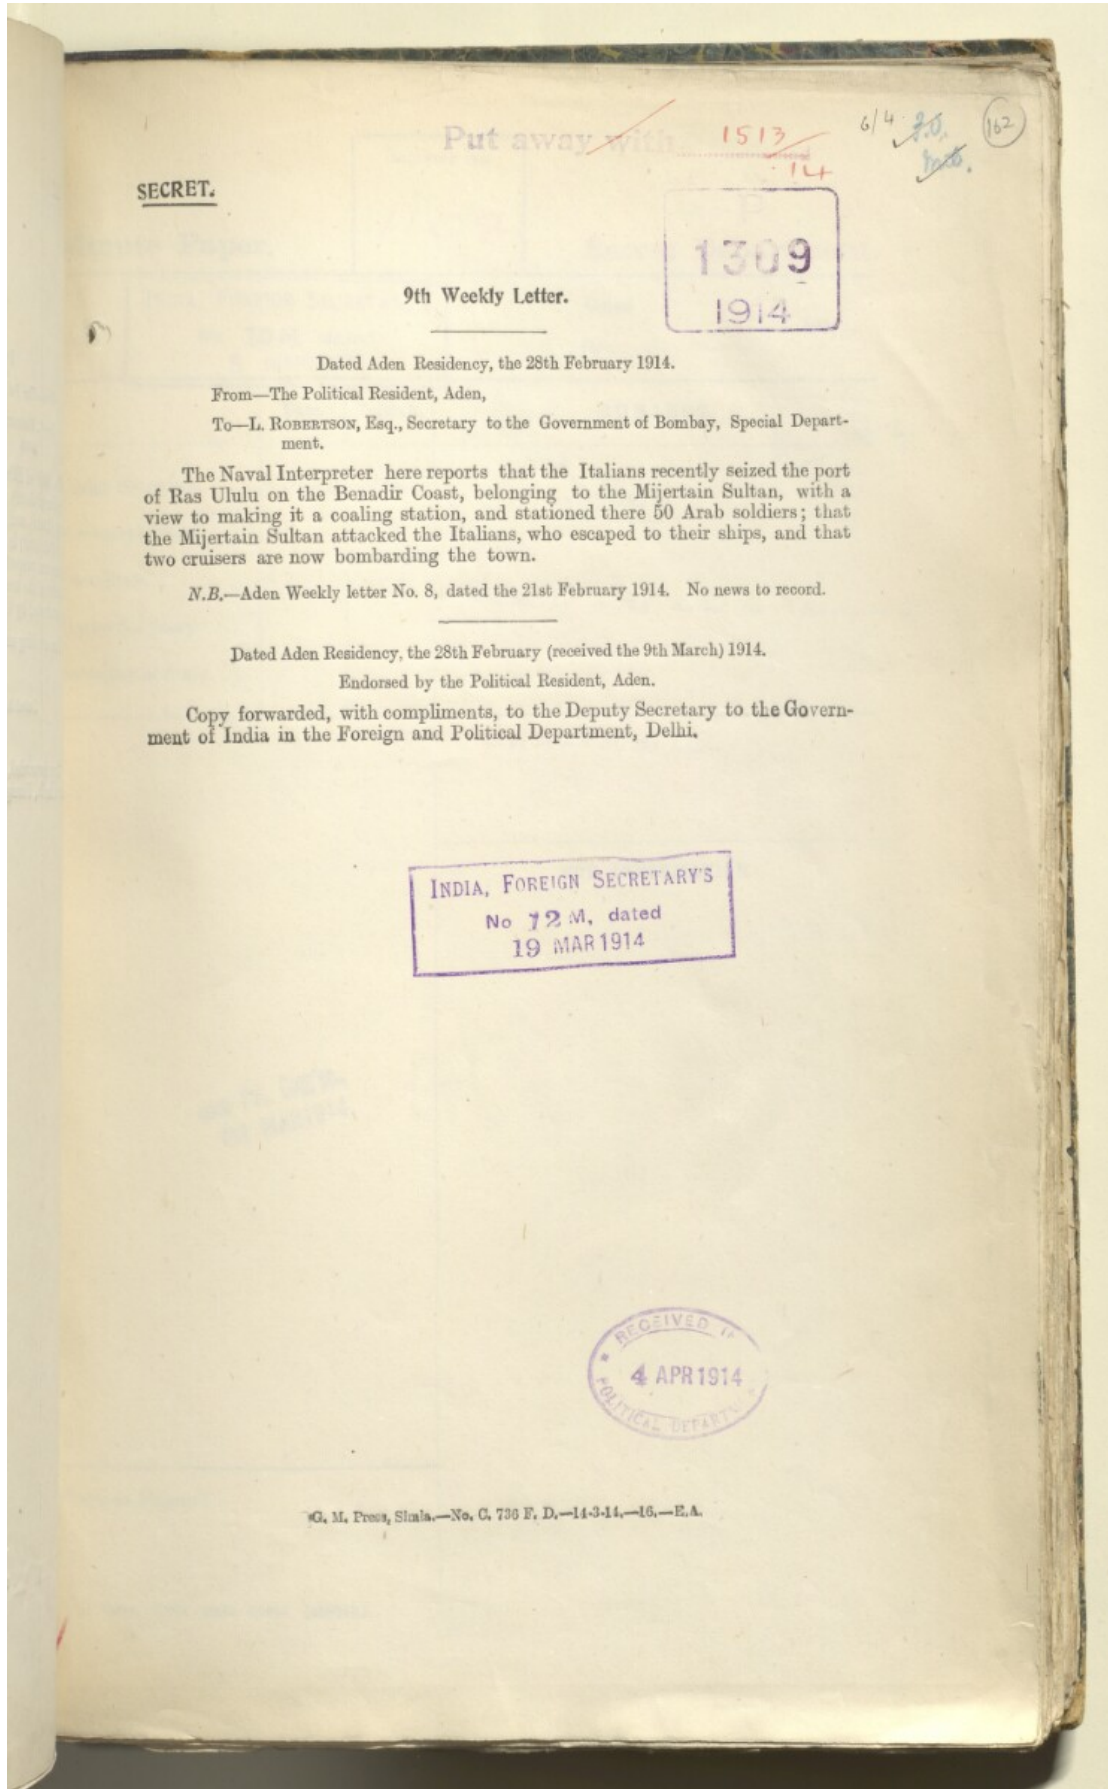 Put away with 1513
14
6/4 F.O. 162
SECRET.
P
1309
1914
9th Weekly Letter.
Dated Aden Residency, the 28th February 1914.
From—The Political Resident, Aden,
To—L. ROBERTSON, Esq., Secretary to the Government of Bombay, Special Depart-
ment.
The Naval Interpreter here reports that the Italians recently seized the port
of Ras Ululu on the Benadir Coast, belonging to the Mijertain Sultan, with a
view to making it a coaling station, and stationed there 50 Arab soldiers; that
the Mijertain Sultan attacked the Italians, who escaped to their ships, and that
two cruisers are now bombarding the town.
N.B.—Aden Weekly letter No. 8, dated the 21st February 1914. No news to record.
Dated Aden Residency, the 28th February (received the 9th March) 1914.
Endorsed by the Political Resident, Aden.
Copy forwarded, with compliments, to the Deputy Secretary to the Govern-
ment of India in the Foreign and Political Department, Delhi.
INDIA, FOREIGN SECRETARY'S
No 12 M, dated
19 MAR 1914
RECEIVED IN
4 APR 1914
POLITICAL DEPART
G. M. Press, Simla.—No. C. 736 F. D.—14-3-14.—16.—E.A.